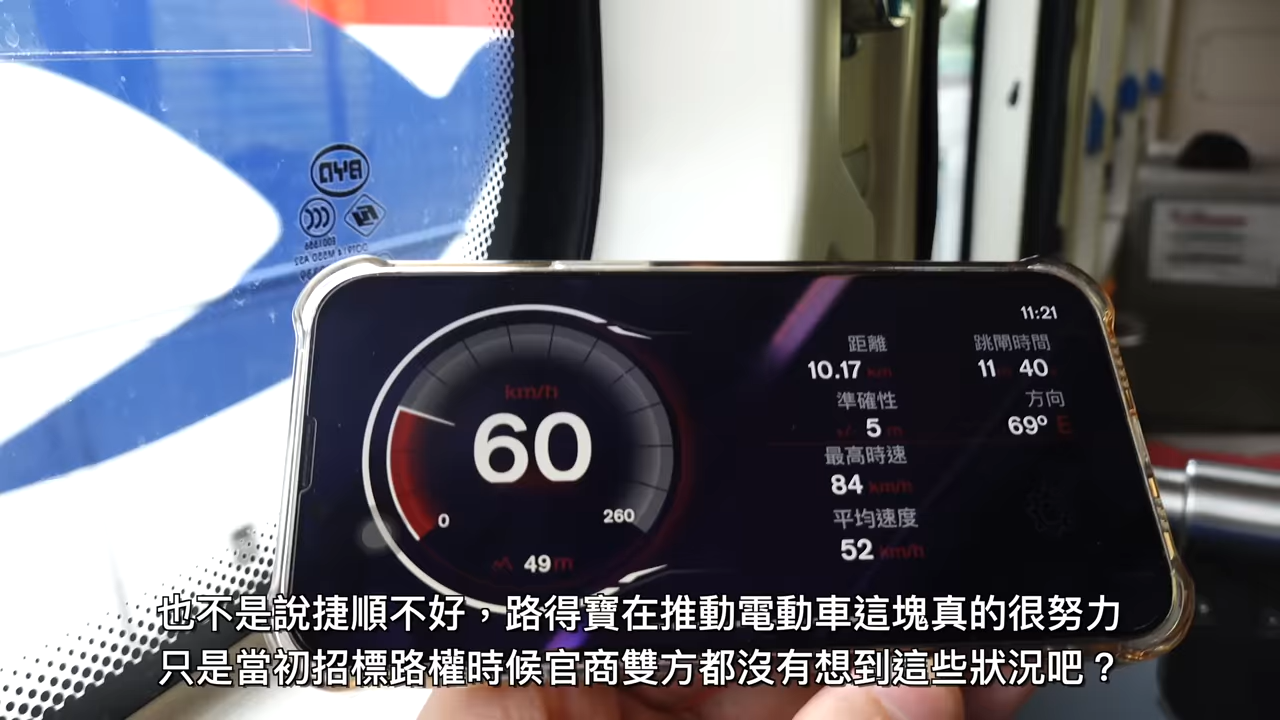 BYD
11:21
距離
10.17 km
跳閘時間
11 40
準確性
+/- 5 m
方向
69° E
最高時速
84 km/h
平均速度
52 km/h
km/h
60
0
260
49 m
也不是說捷順不好，路得寶在推動電動車這塊真的很努力
只是當初招標路權時候官商雙方都沒有想到這些狀況吧？